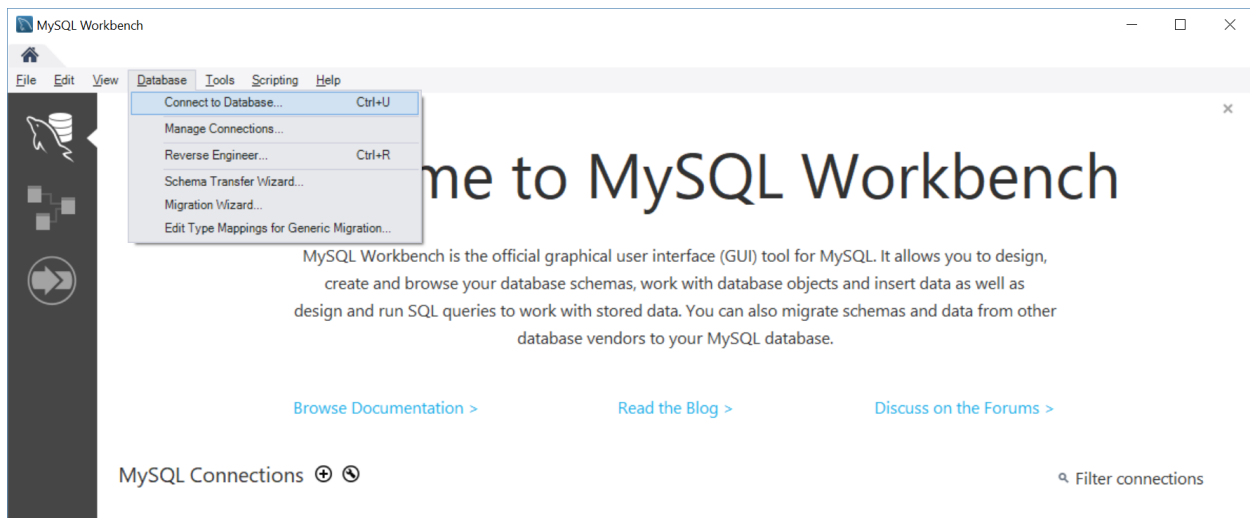 MySQL Workbench
File Edit View Database Tools Scripting Help
Connect to Database... Ctrl+U
Manage Connections...
Reverse Engineer... Ctrl+R
Schema Transfer Wizard...
Migration Wizard...
Edit Type Mappings for Generic Migration...
me to MySQL Workbench
MySQL Workbench is the official graphical user interface (GUI) tool for MySQL. It allows you to design,
create and browse your database schemas, work with database objects and insert data as well as
design and run SQL queries to work with stored data. You can also migrate schemas and data from other
database vendors to your MySQL database.
Browse Documentation > Read the Blog > Discuss on the Forums >
MySQL Connections Filter connections